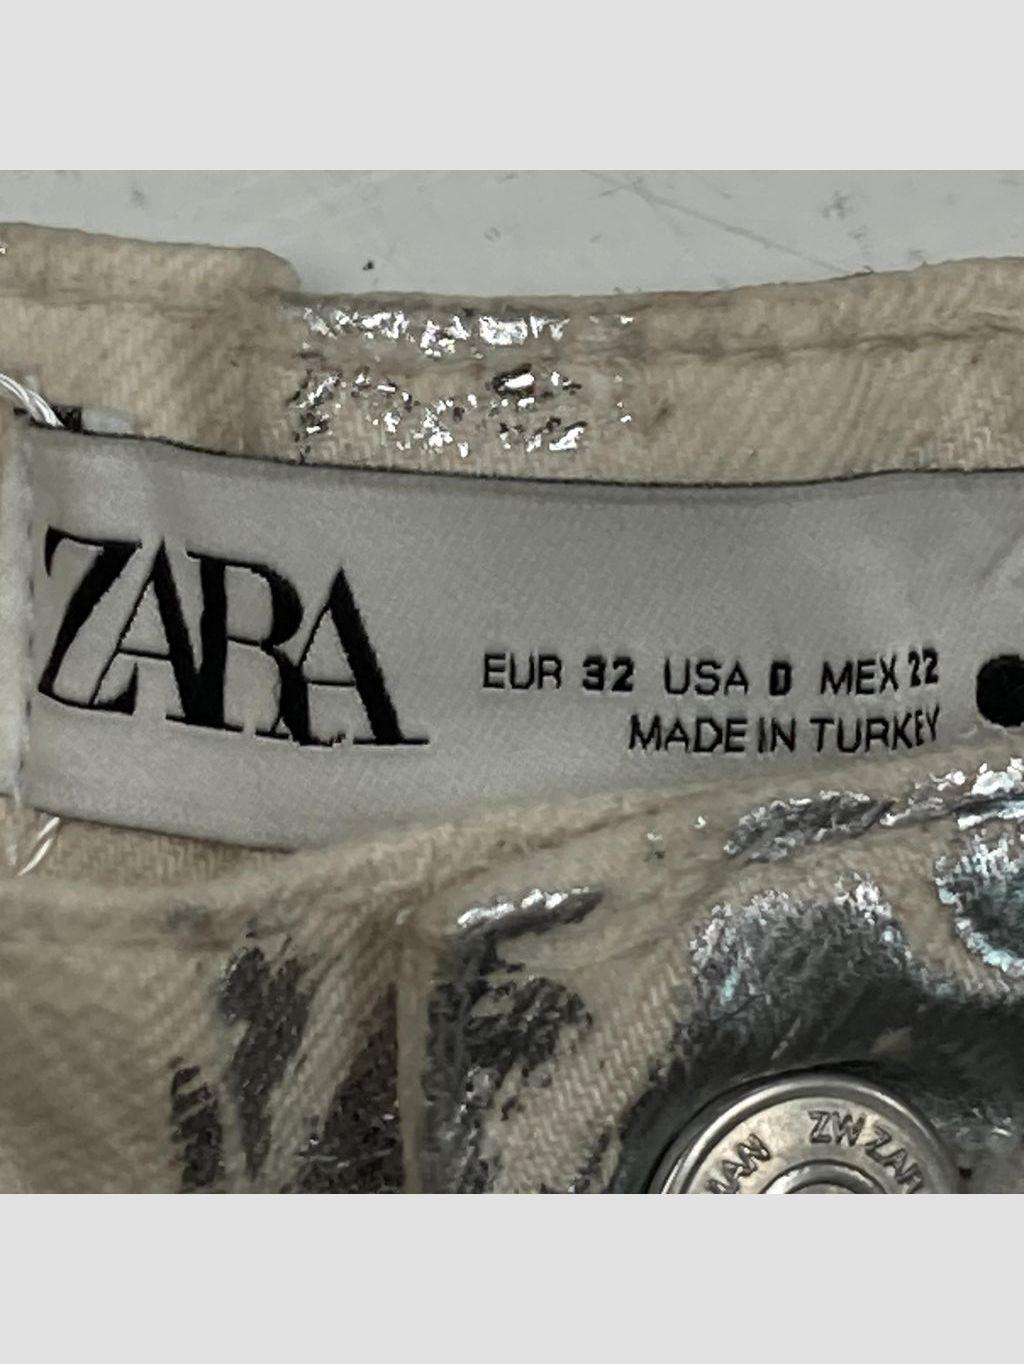 ZARA
EUR 32 USA 0 MEX 22
MADE IN TURKEY
ZW ZARA